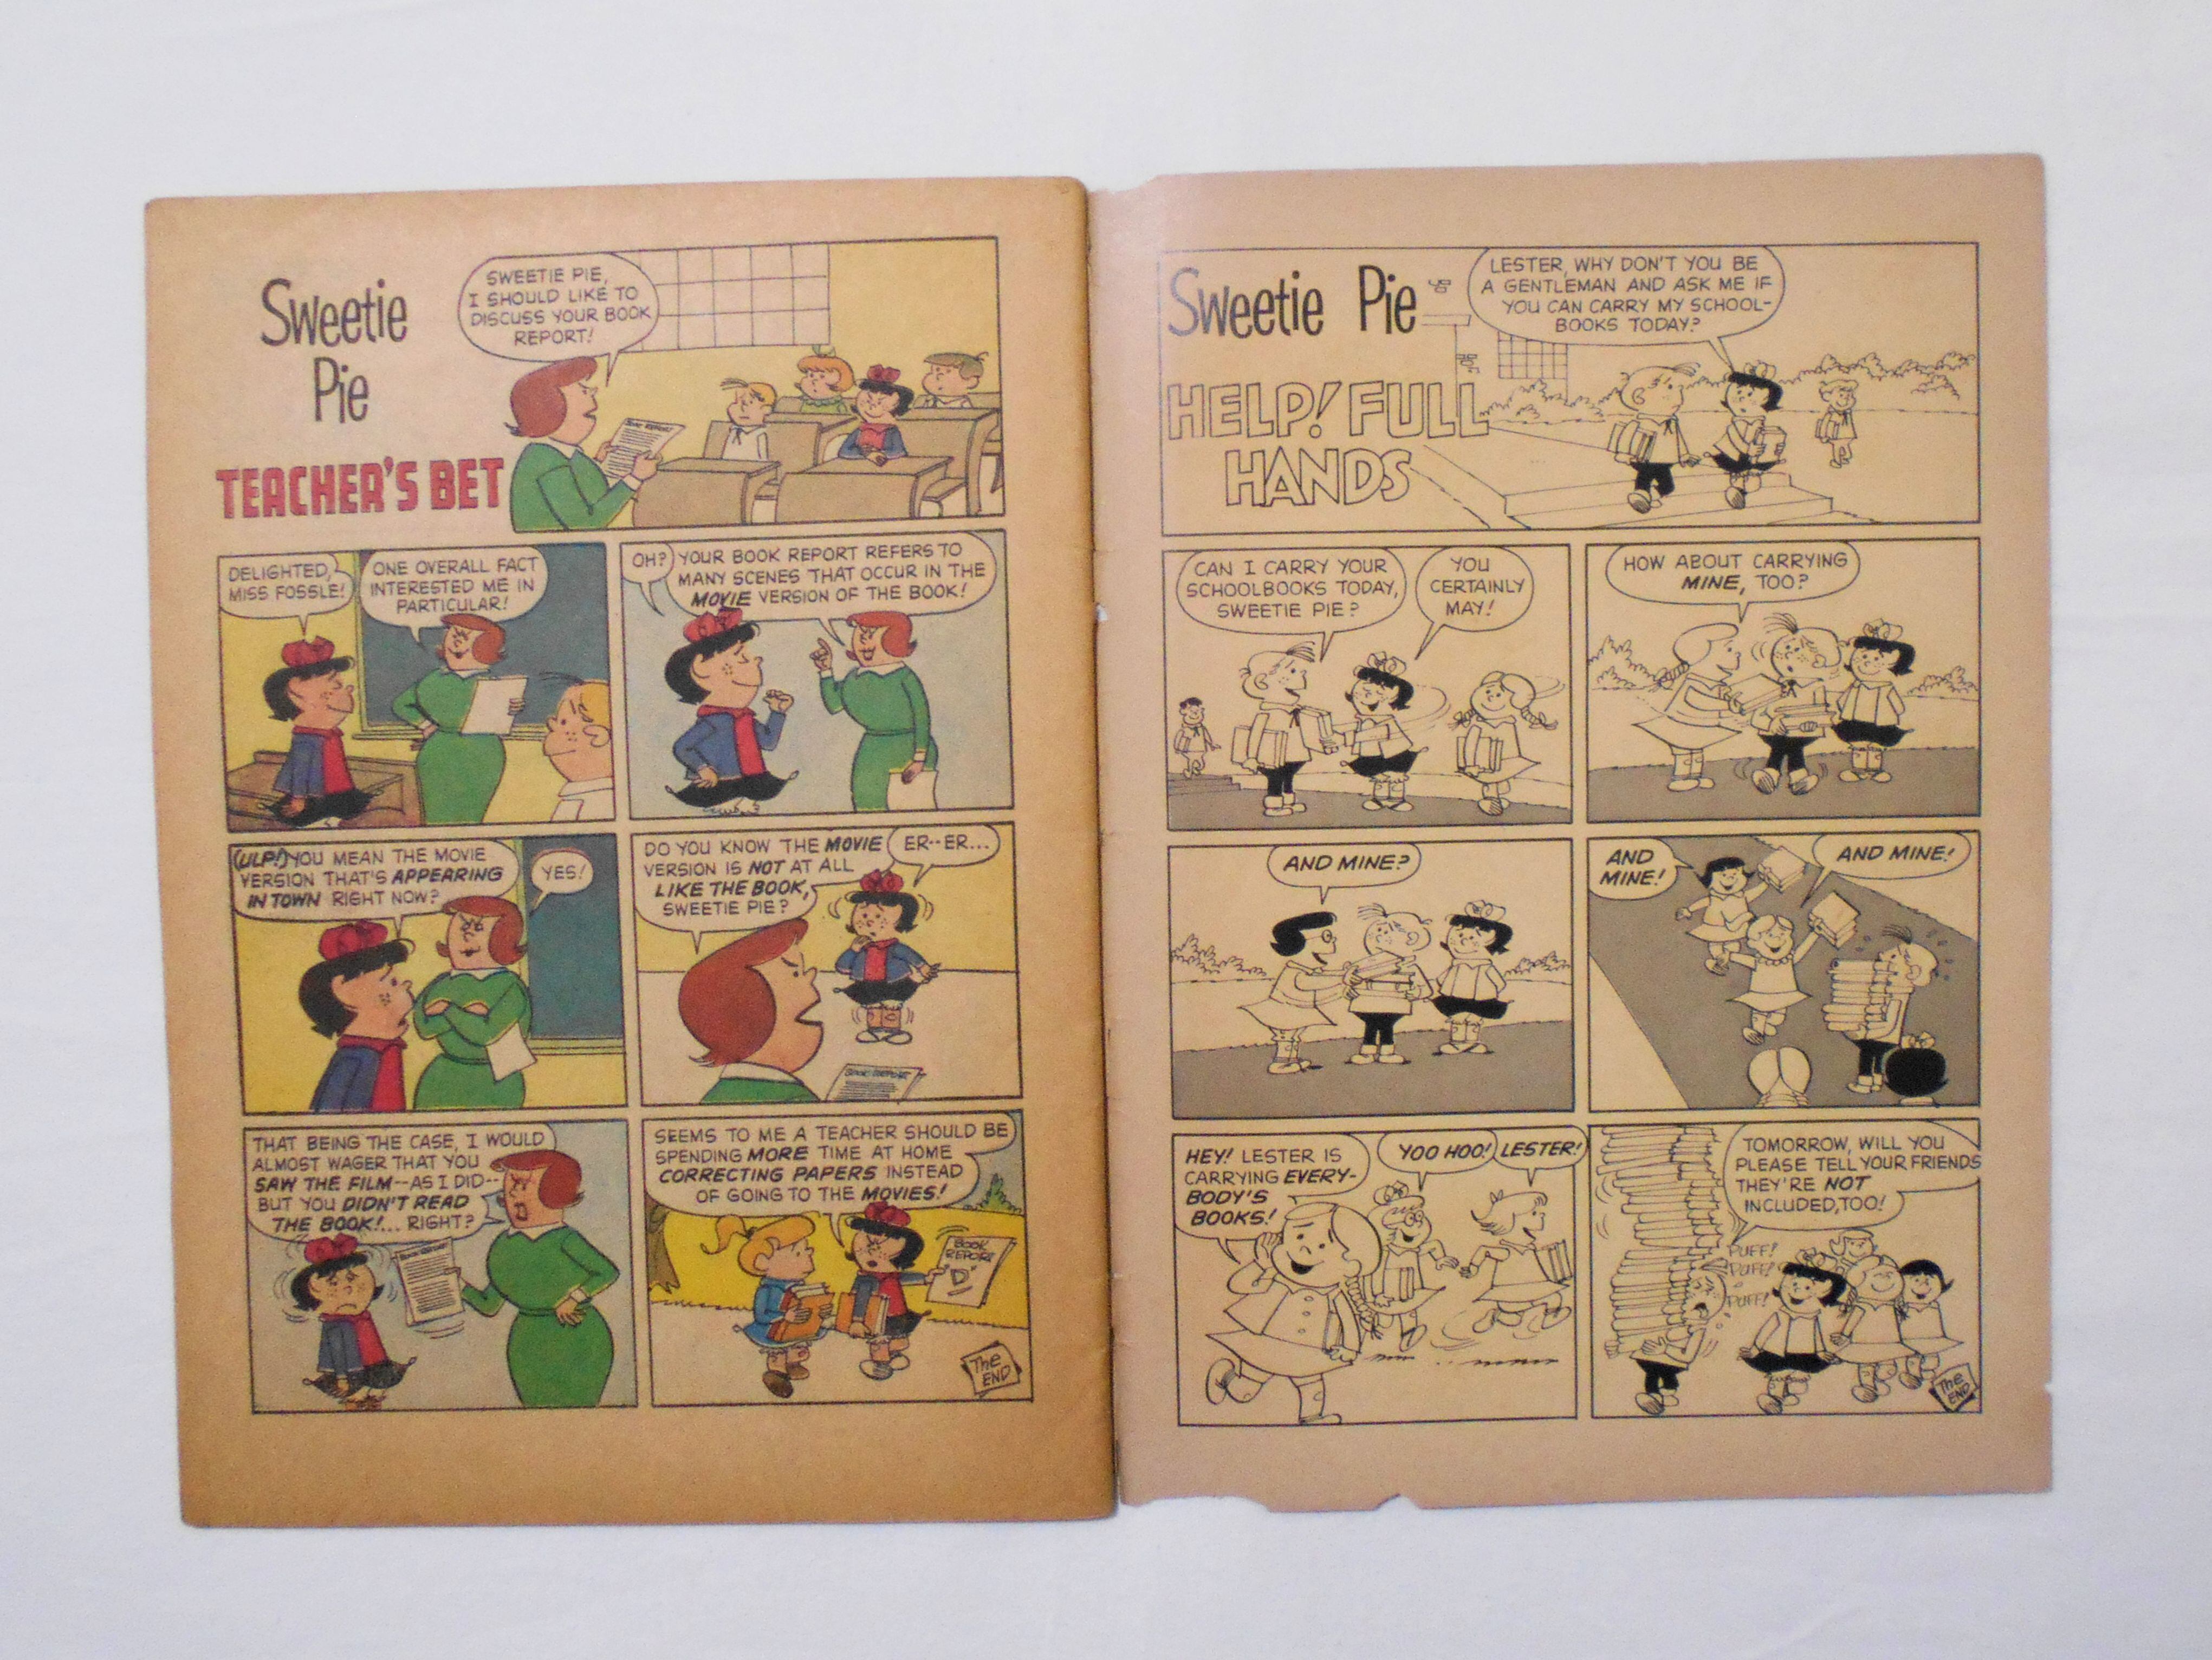 Sweetie
Pie
TEACHER'S BET
SWEETIE PIE,
I SHOULD LIKE TO
DISCUSS YOUR BOOK
REPORT!
BOOK REPORT
DELIGHTED,
MISS FOSSLE!
ONE OVERALL FACT
INTERESTED ME IN
PARTICULAR!
OH?
YOUR BOOK REPORT REFERS TO
MANY SCENES THAT OCCUR IN THE
MOVIE VERSION OF THE BOOK!
(ULP!) YOU MEAN THE MOVIE
VERSION THAT'S APPEARING
IN TOWN RIGHT NOW?
YES!
DO YOU KNOW THE MOVIE
VERSION IS NOT AT ALL
LIKE THE BOOK,
SWEETIE PIE?
ER--ER...
BOOK REPORT
THAT BEING THE CASE, I WOULD
ALMOST WAGER THAT YOU
SAW THE FILM--AS I DID--
BUT YOU DIDN'T READ
THE BOOK!... RIGHT?
BOOK REPORT
SEEMS TO ME A TEACHER SHOULD BE
SPENDING MORE TIME AT HOME
CORRECTING PAPERS INSTEAD
OF GOING TO THE MOVIES!
BOOK
REPORT
"D"
The
END
Sweetie Pie
HELP! FULL
HANDS
LESTER, WHY DON'T YOU BE
A GENTLEMAN AND ASK ME IF
YOU CAN CARRY MY SCHOOL-
BOOKS TODAY?
CAN I CARRY YOUR
SCHOOLBOOKS TODAY,
SWEETIE PIE?
YOU
CERTAINLY
MAY!
HOW ABOUT CARRYING
MINE, TOO?
AND MINE?
AND
MINE!
AND MINE!
HEY! LESTER IS
CARRYING EVERY-
BODY'S
BOOKS!
YOO HOO!
LESTER!
TOMORROW, WILL YOU
PLEASE TELL YOUR FRIENDS
THEY'RE NOT
INCLUDED, TOO!
PUFF!
PUFF!
PUFF!
The
END